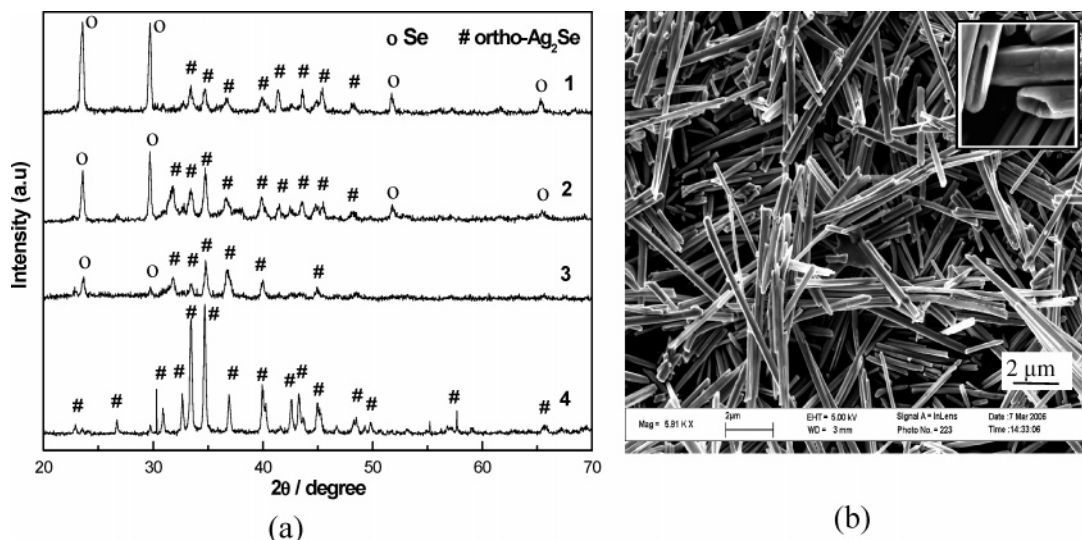 o Se # ortho-Ag2Se
o o # # # # # # # # o o 1
o o # # # # # # # # # o o 2
o o # # # # # # 3
# # # # # # # # # # # # # # 4
Intensity (a.u)
20 30 40 50 60 70
2θ / degree
(a)
2 μm
Mag = 5.81 K X
2μm
EHT = 5.00 kV
WD = 3 mm
Signal A = InLens
Photo No. = 223
Date :7 Mar 2006
Time :14:33:06
(b)